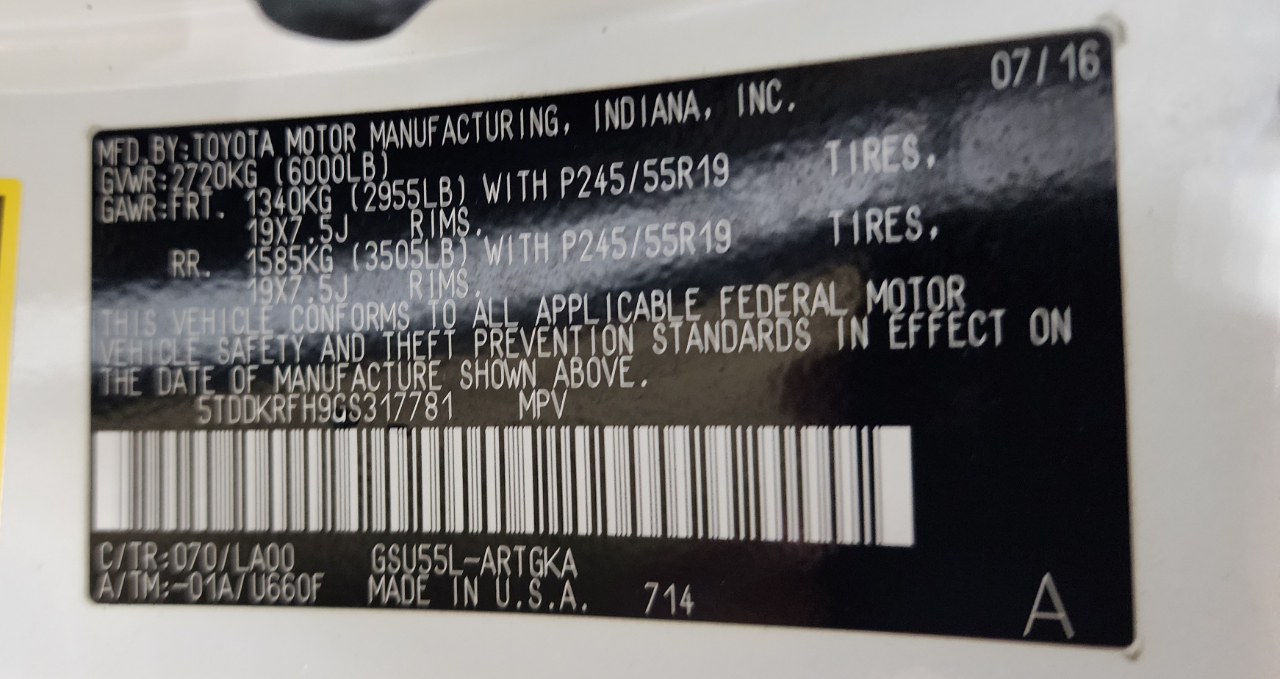 07/16
MFD.BY:TOYOTA MOTOR MANUFACTURING, INDIANA, INC.
GVWR:2720KG (6000LB)
GAWR:FRT. 1340KG (2955LB) WITH P245/55R19 TIRES,
19X7.5J RIMS.
RR. 1585KG (3505LB) WITH P245/55R19 TIRES,
19X7.5J RIMS.
THIS VEHICLE CONFORMS TO ALL APPLICABLE FEDERAL MOTOR
VEHICLE SAFETY AND THEFT PREVENTION STANDARDS IN EFFECT ON
THE DATE OF MANUFACTURE SHOWN ABOVE.
5TDDKRFH9GS317781 MPV
C/TR:070/LA00 GSU55L-ARTGKA
A/TM:-01A/U660F MADE IN U.S.A. 714
A